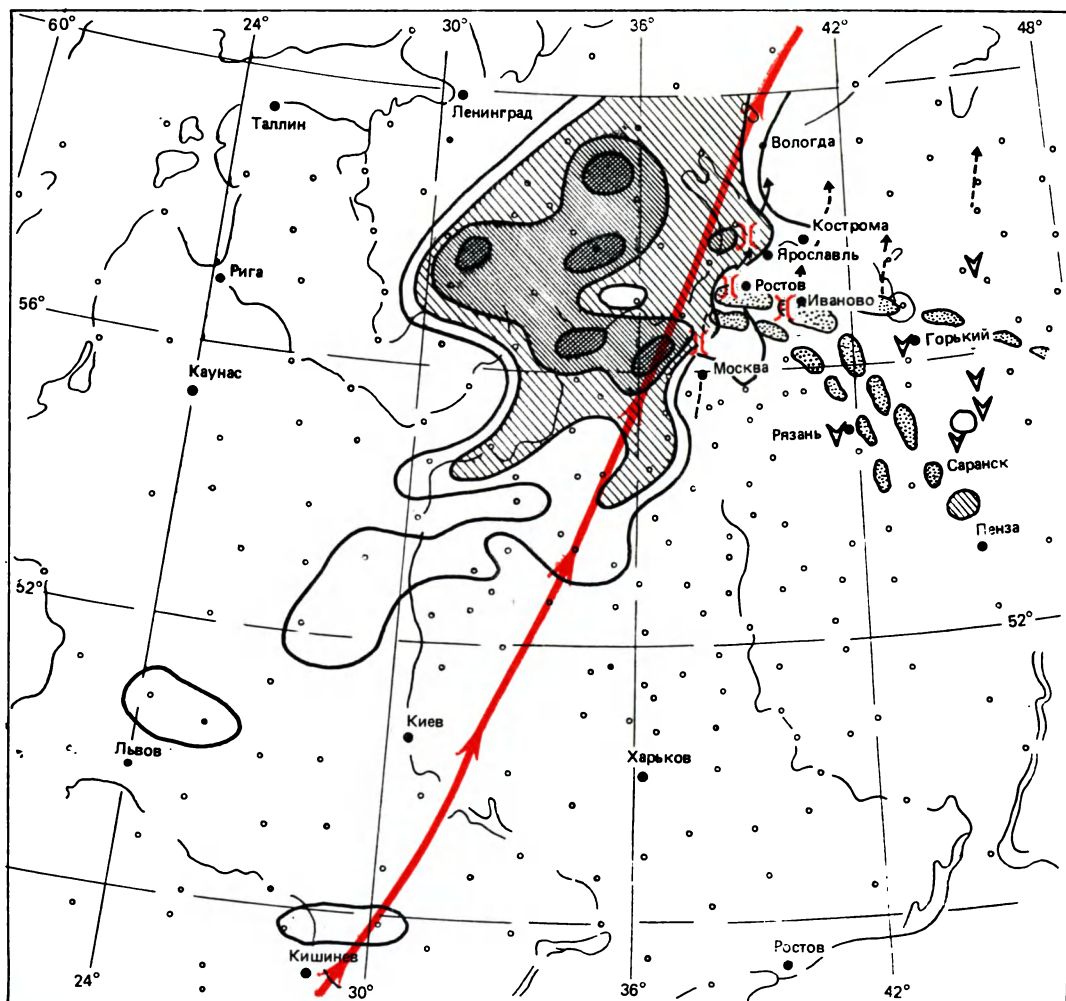 60° 24° 30° 36° 42° 48°
Ленинград
Таллин
Вологда
Кострома
Ярославль
Рига
Ростов
Иваново
56°
Горький
Каунас
Москва
Рязань
Саранск
Пенза
52°
52°
Киев
Львов
Харьков
Кишинев
Ростов
24° 30° 36° 42°